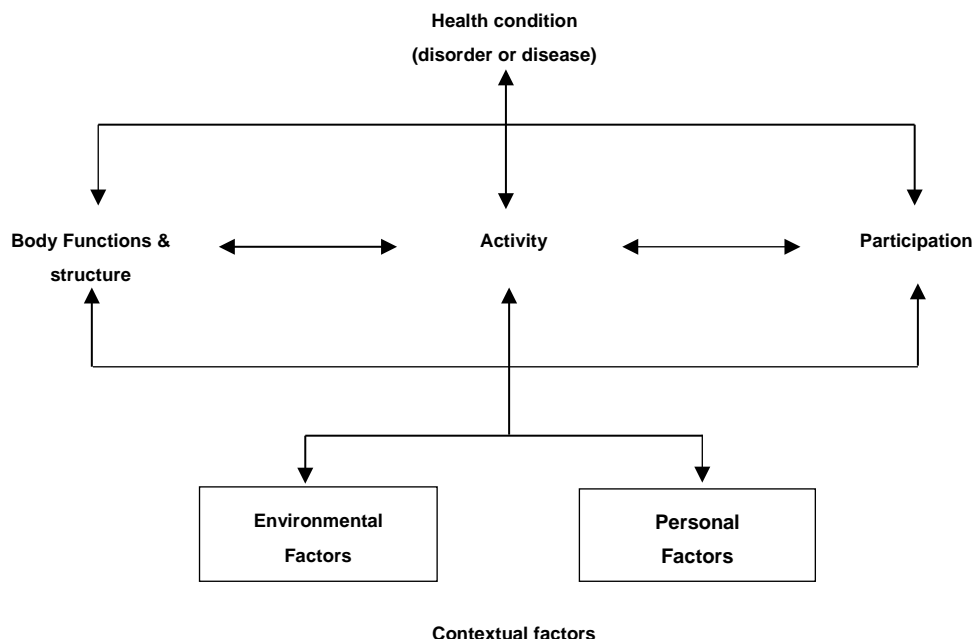 Health condition
(disorder or disease)
Body Functions &
structure
Activity
Participation
Environmental
Factors
Personal
Factors
Contextual factors